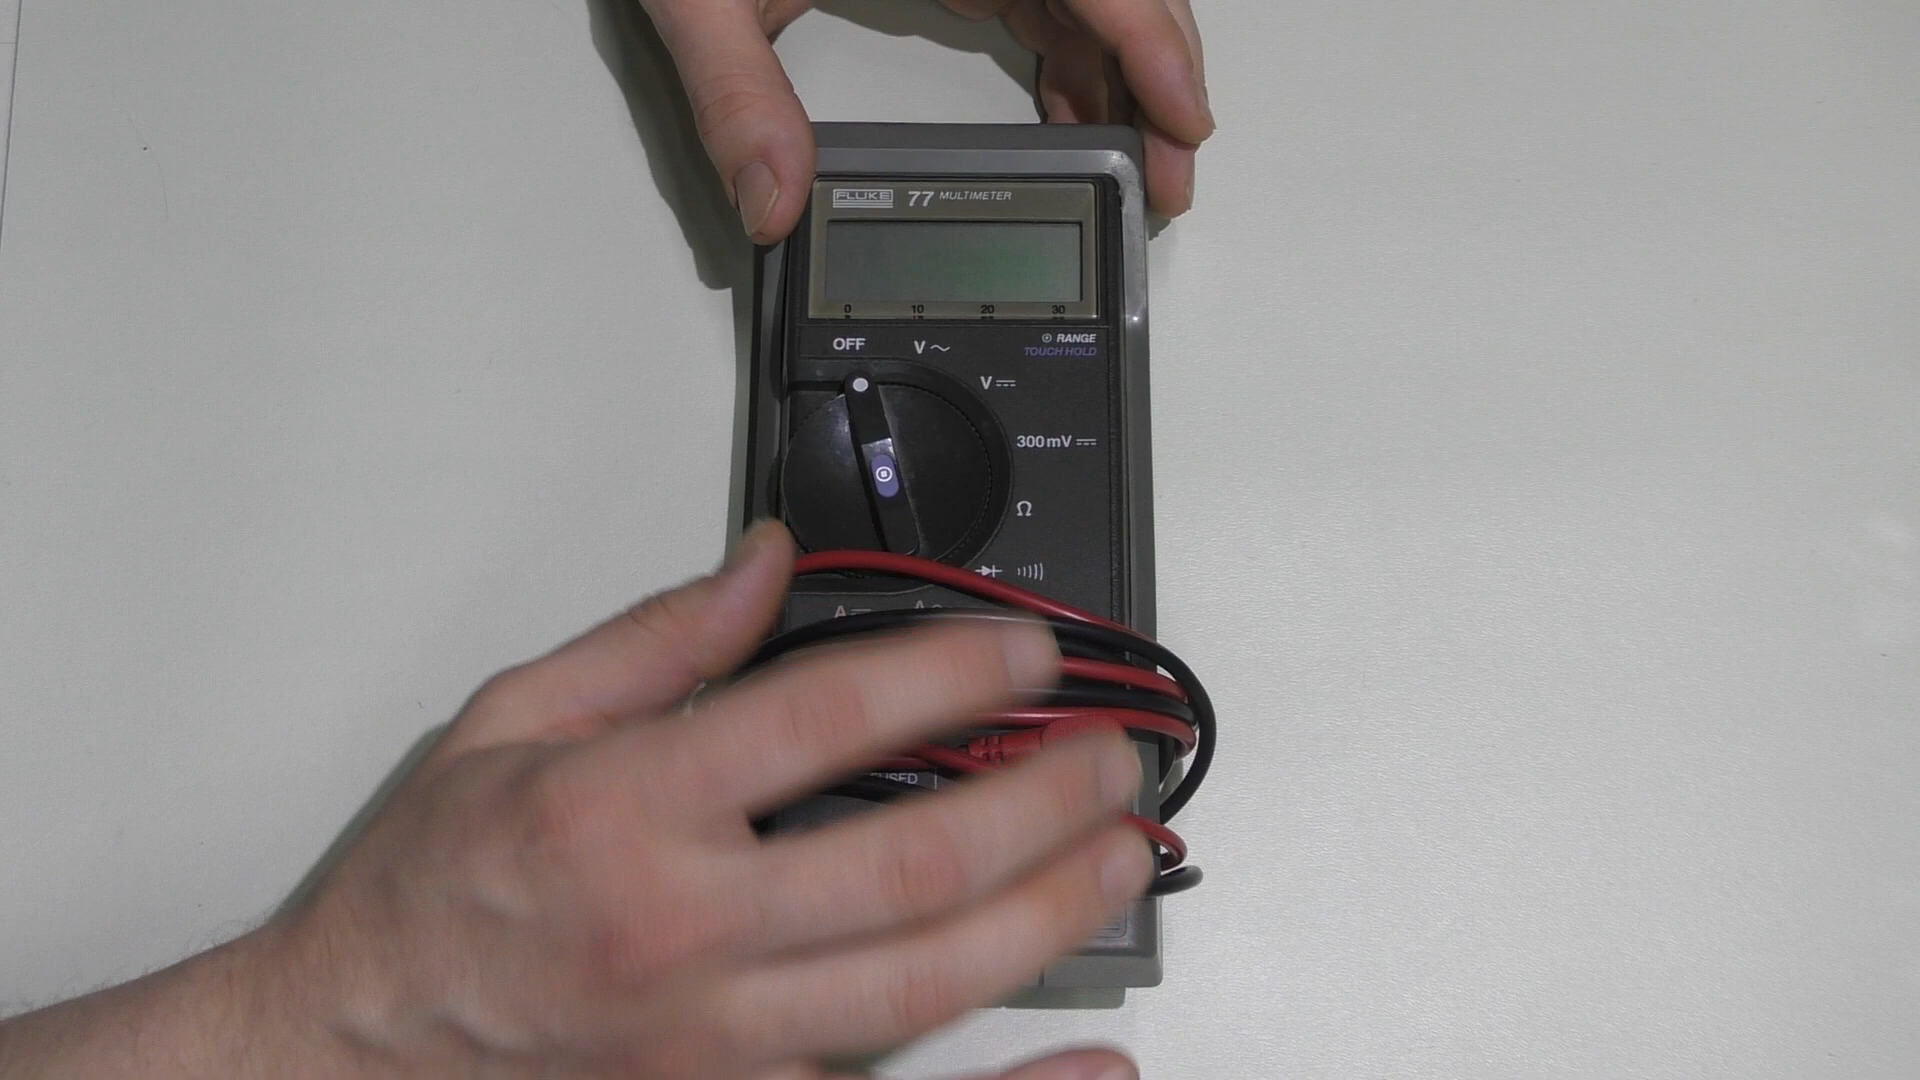 FLUKE 77 MULTIMETER
0 10 20 30
RANGE
TOUCH HOLD
OFF V
V
300mV
Ω
A A
FUSED